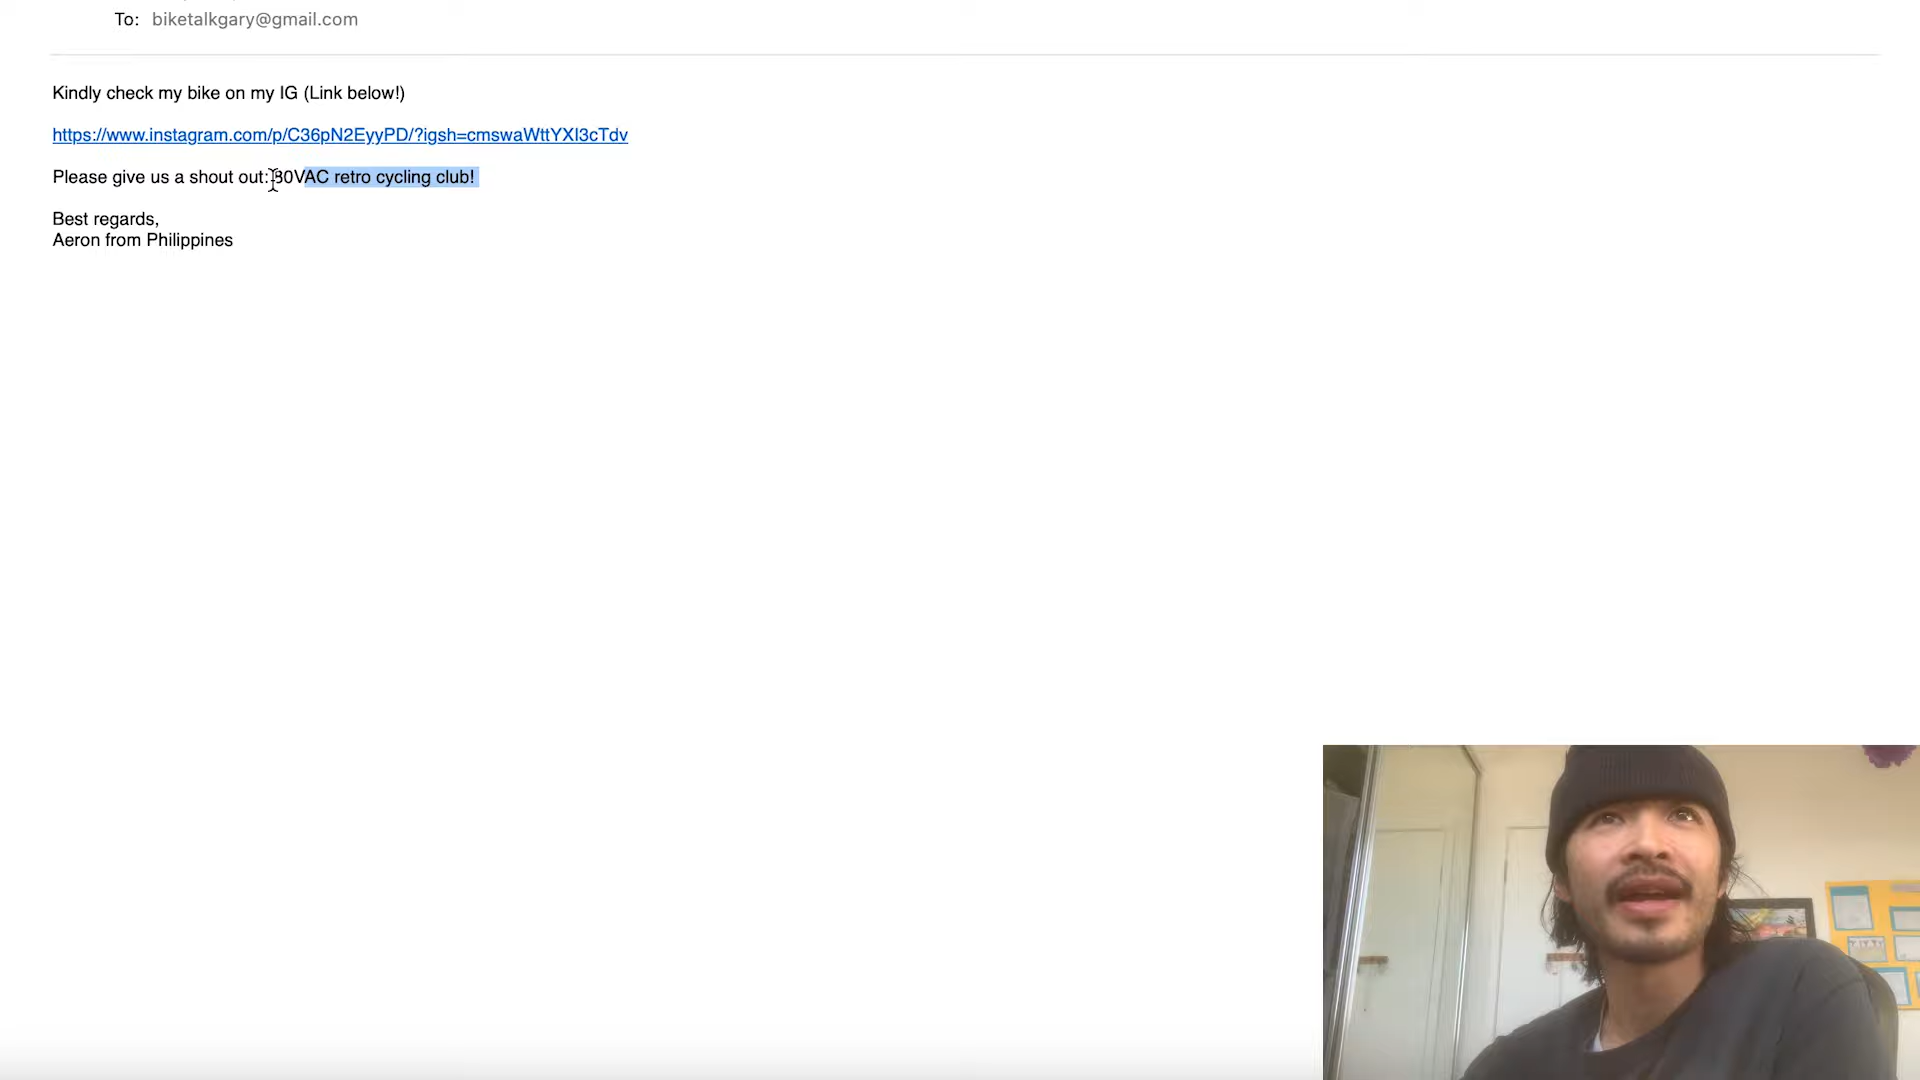 To: biketalkgary@gmail.com
Kindly check my bike on my IG (Link below!)
https://www.instagram.com/p/C36pN2EyyPD/?igsh=cmswaWttYXI3cTdv
Please give us a shout out: 80VAC retro cycling club!
Best regards,
Aeron from Philippines